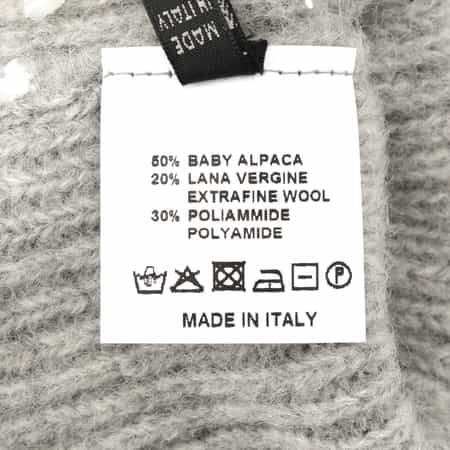 MADE
IN ITALY
50% BABY ALPACA
20% LANA VERGINE
EXTRAFINE WOOL
30% POLIAMMIDE
POLYAMIDE
P
MADE IN ITALY